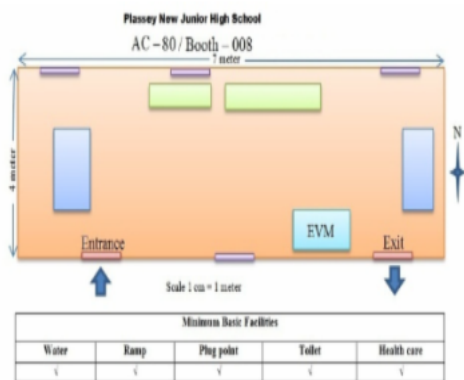 Plassey New Junior High School
AC – 80 / Booth – 008
7 meter
4 meter
N
EVM
Entrance
Exit
Scale 1 cm = 1 meter
Minimum Basic Facilities
Water Ramp Plug point Toilet Health care
√ √ √ √ √